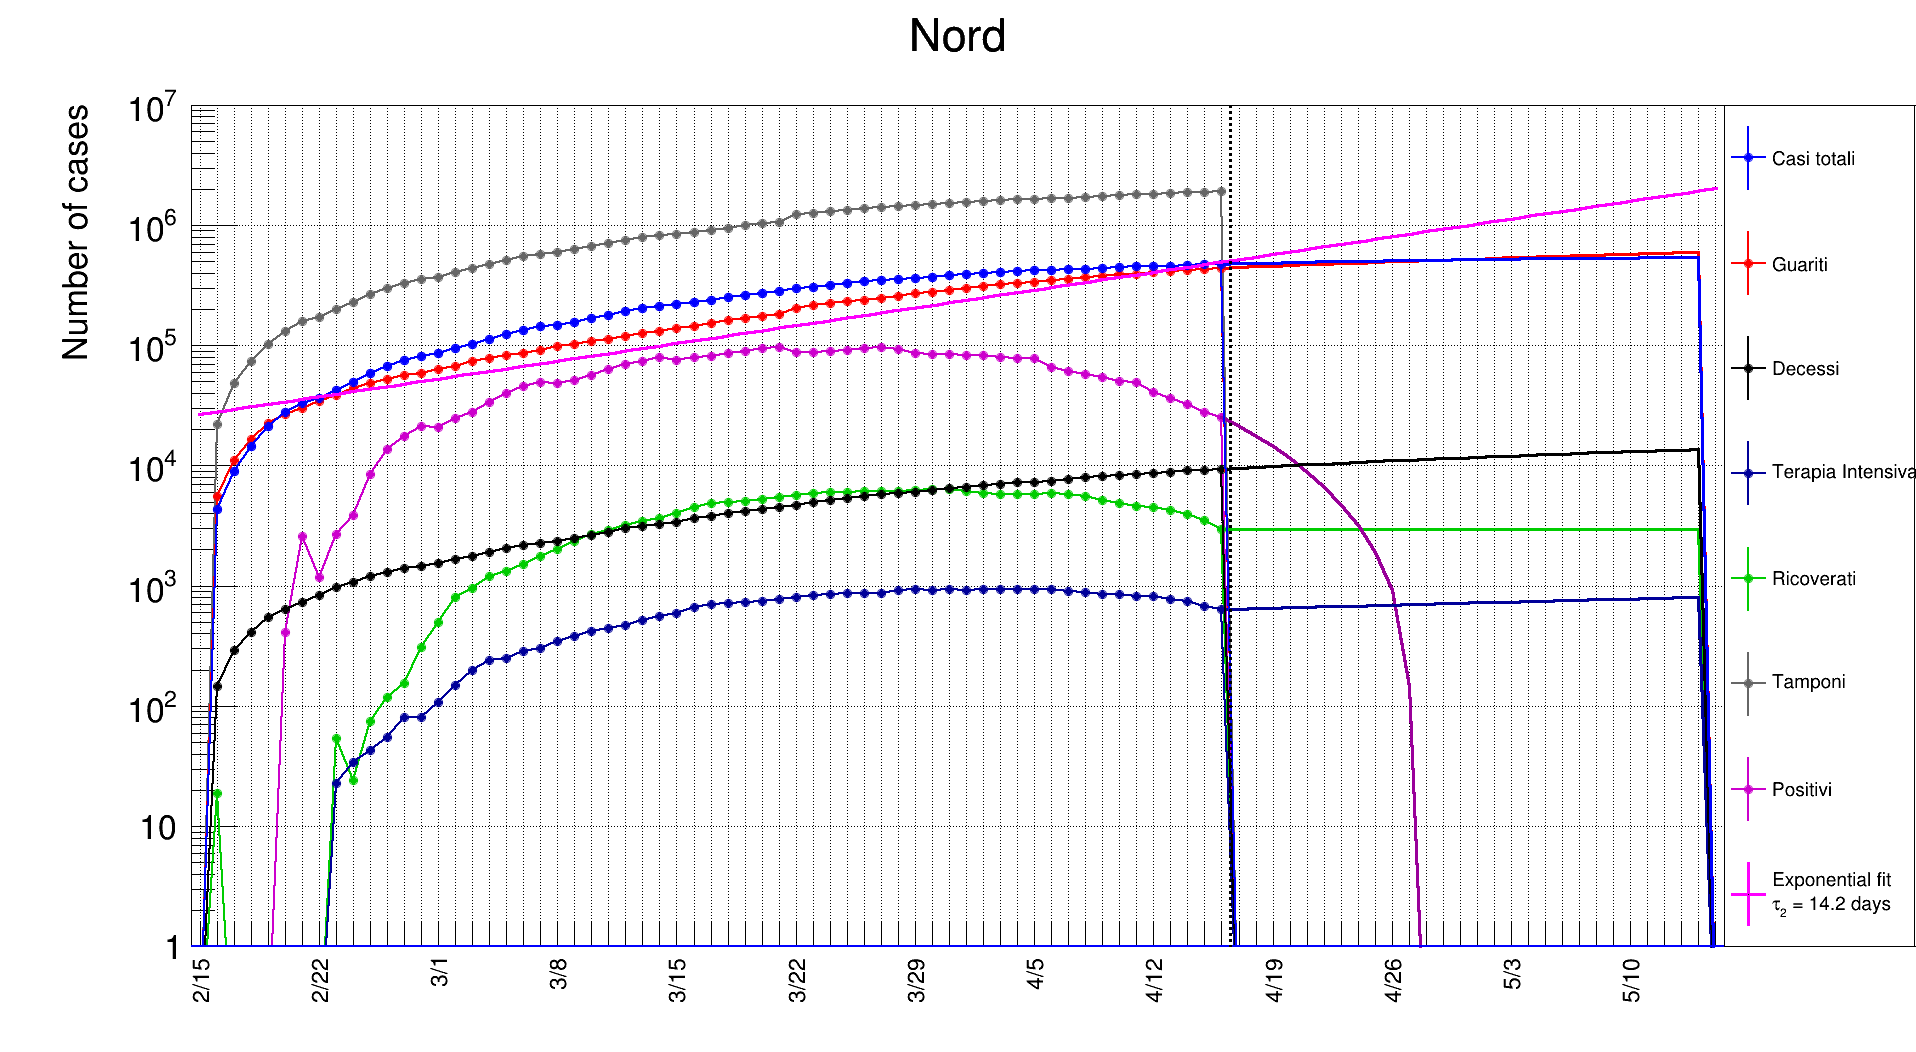 Nord
Number of cases
10^7
10^6
10^5
10^4
10^3
10^2
10
1
2/15 2/22 3/1 3/8 3/15 3/22 3/29 4/5 4/12 4/19 4/26 5/3 5/10
Casi totali
Guariti
Decessi
Terapia Intensiva
Ricoverati
Tamponi
Positivi
Exponential fit
τ₂ = 14.2 days